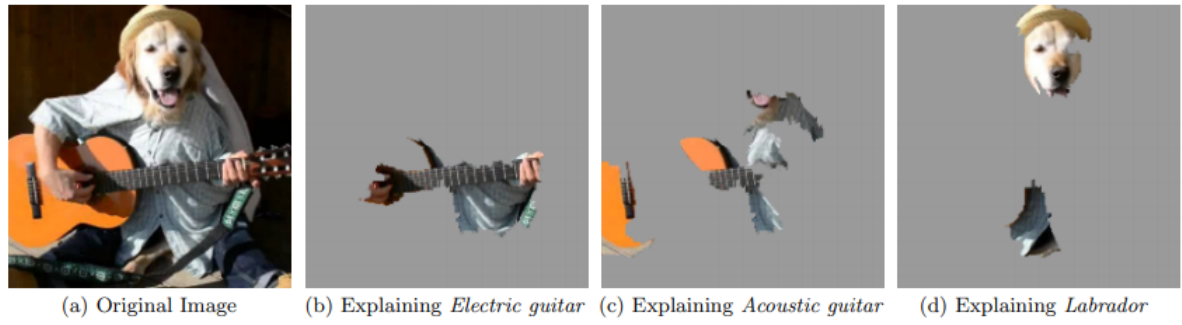 (a) Original Image
(b) Explaining Electric guitar
(c) Explaining Acoustic guitar
(d) Explaining Labrador